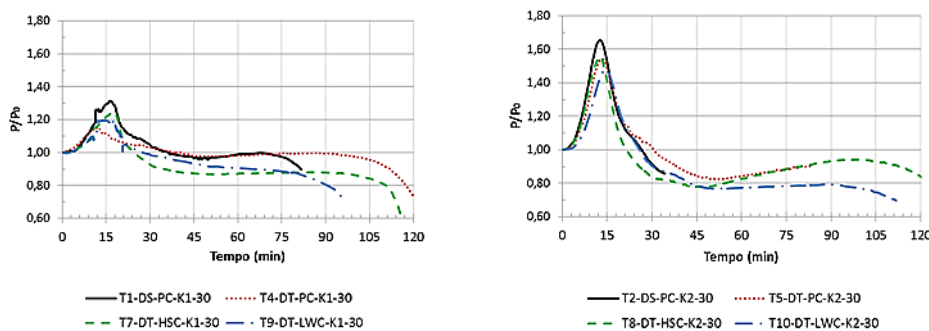 1,80
1,60
1,40
1,20
1,00
0,80
0,60
P/P0
0 15 30 45 60 75 90 105 120
Tempo (min)
T1-DS-PC-K1-30 T4-DT-PC-K1-30
T7-DT-HSC-K1-30 T9-DT-LWC-K1-30
1,80
1,60
1,40
1,20
1,00
0,80
0,60
P/P0
0 15 30 45 60 75 90 105 120
Tempo (min)
T2-DS-PC-K2-30 T5-DT-PC-K2-30
T8-DT-HSC-K2-30 T10-DT-LWC-K2-30